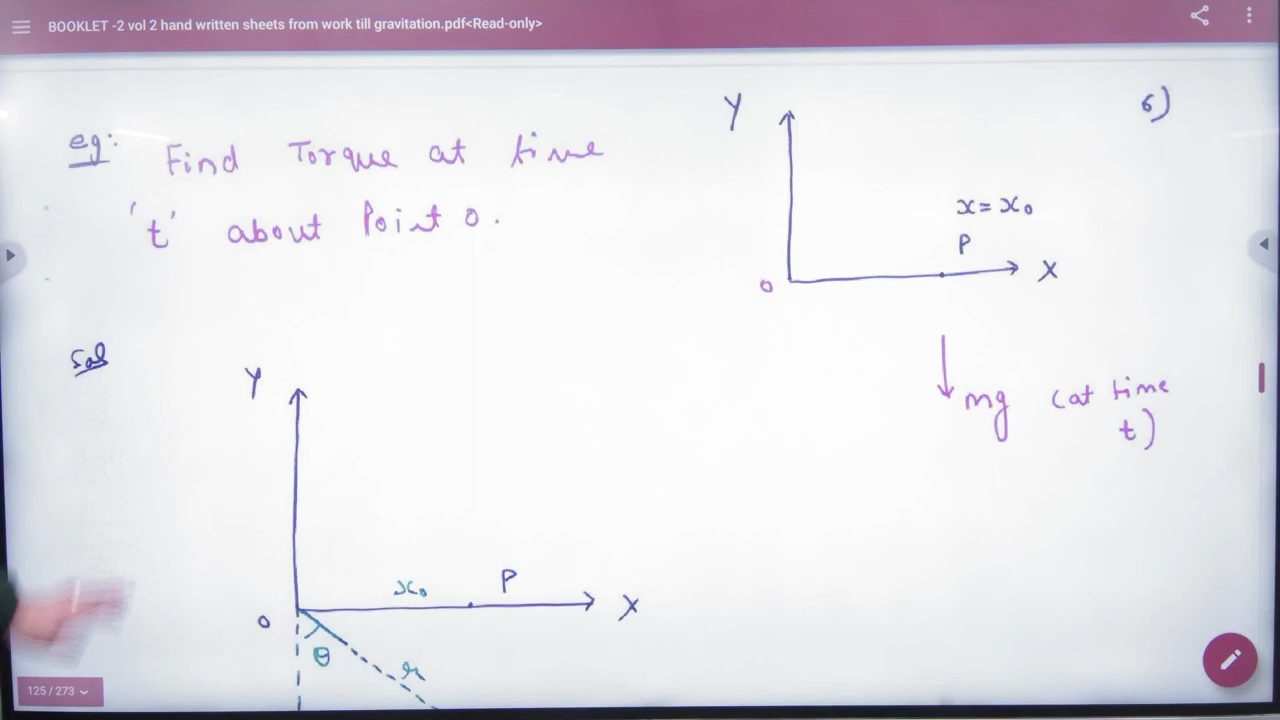 BOOKLET -2 vol 2 hand written sheets from work till gravitation.pdf<Read-only>
eg: Find Torque at time
't' about Point O.
Y
6)
x = x₀
P
O
X
mg (at time
t)
Sol
Y
x₀
P
O
X
θ
r
125 / 273